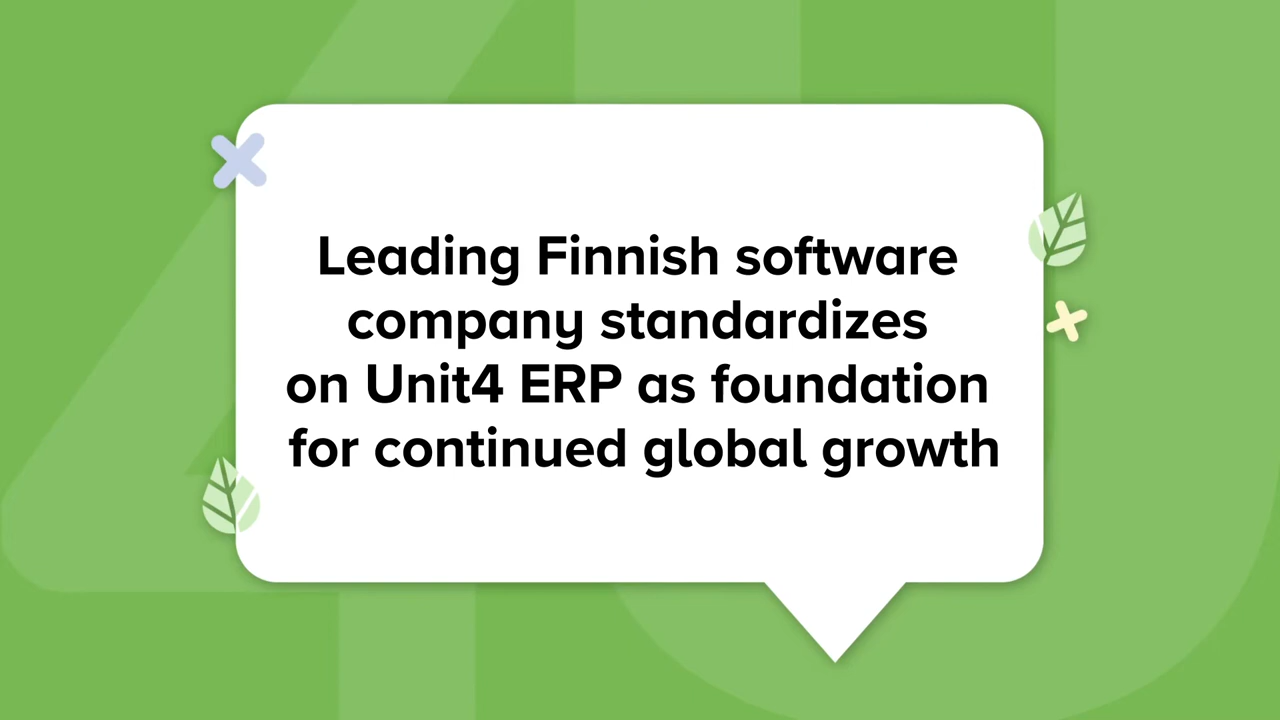 Leading Finnish software
company standardizes
on Unit4 ERP as foundation
for continued global growth